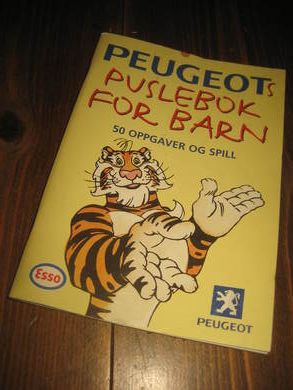 PEUGEOTs
PUSLEBOK
FOR BARN
50 OPPGAVER OG SPILL
Esso
PEUGEOT